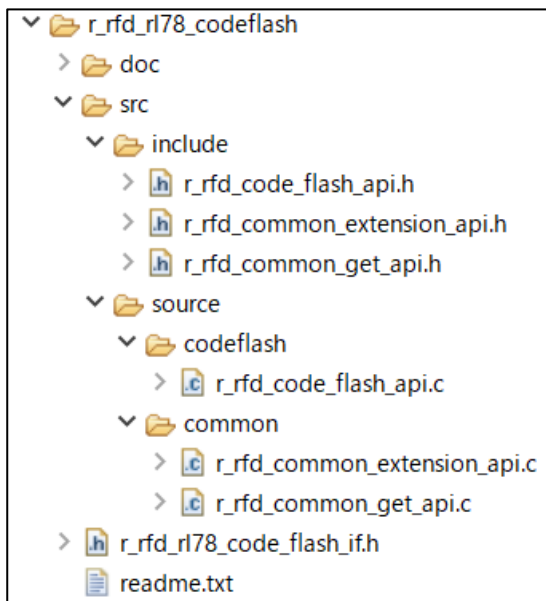 r_rfd_rl78_codeflash
doc
src
include
r_rfd_code_flash_api.h
r_rfd_common_extension_api.h
r_rfd_common_get_api.h
source
codeflash
r_rfd_code_flash_api.c
common
r_rfd_common_extension_api.c
r_rfd_common_get_api.c
r_rfd_rl78_code_flash_if.h
readme.txt